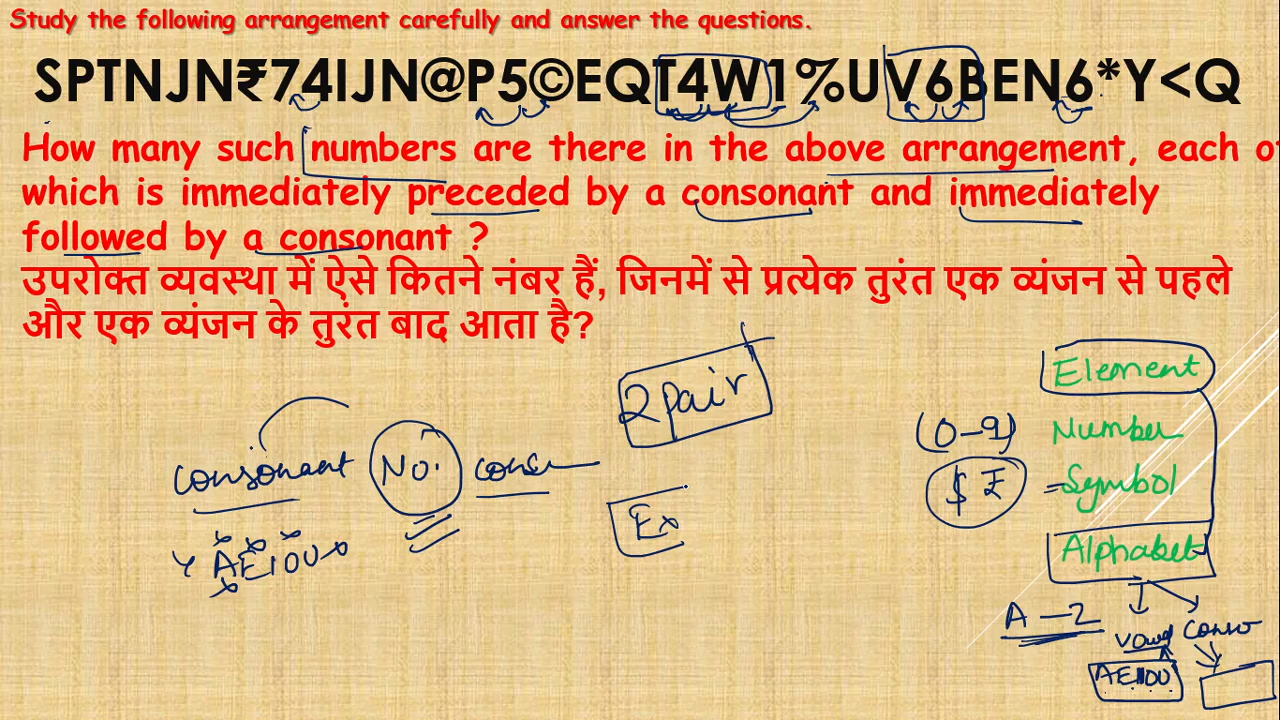 Study the following arrangement carefully and answer the questions.
SPTNJN₹74IJN@P5©EQT4W1%UV6BEN6*Y<Q
How many such numbers are there in the above arrangement, each of
which is immediately preceded by a consonant and immediately
followed by a consonant ?
उपरोक्त व्यवस्था में ऐसे कितने नंबर हैं, जिनमें से प्रत्येक तुरंत एक व्यंजन से पहले
और एक व्यंजन के तुरंत बाद आता है?
2 pair
Element
(0-9) Number
consonant No. conso
$ ₹ = Symbol
Ex
AEIOU
Alphabet
A-Z
Vowel Conso
AEIOU